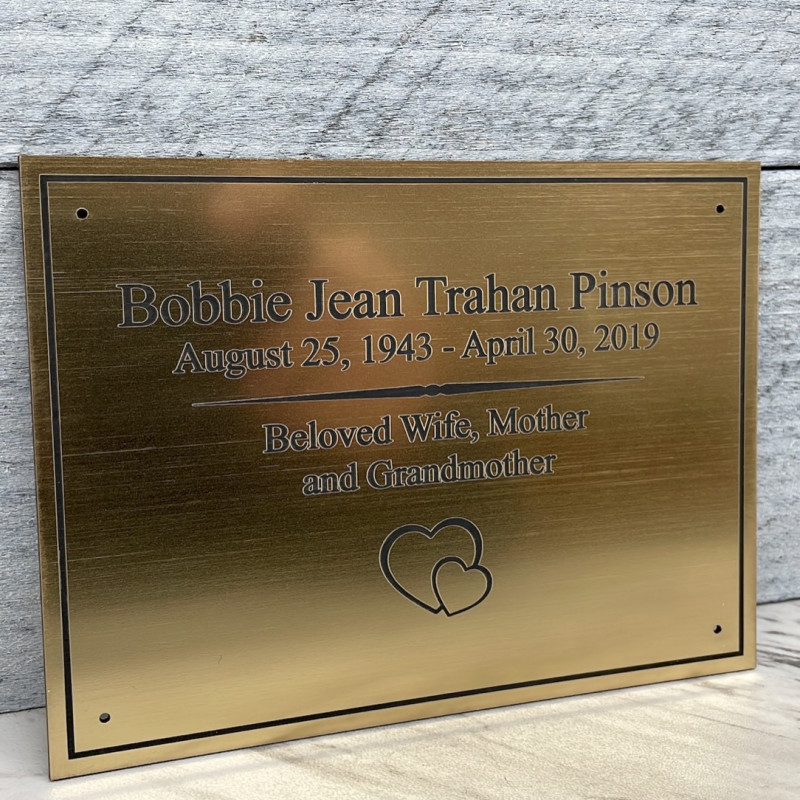 Bobbie Jean Trahan Pinson
August 25, 1943 - April 30, 2019
Beloved Wife, Mother
and Grandmother